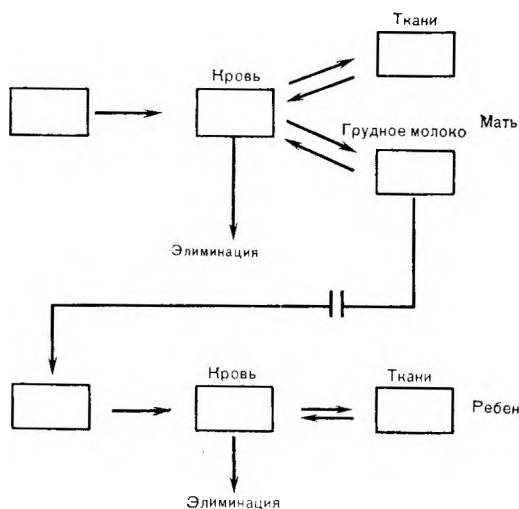 Ткани
Кровь
Мать
Грудное молоко
Элиминация
Кровь
Ткани
Ребен
Элиминация